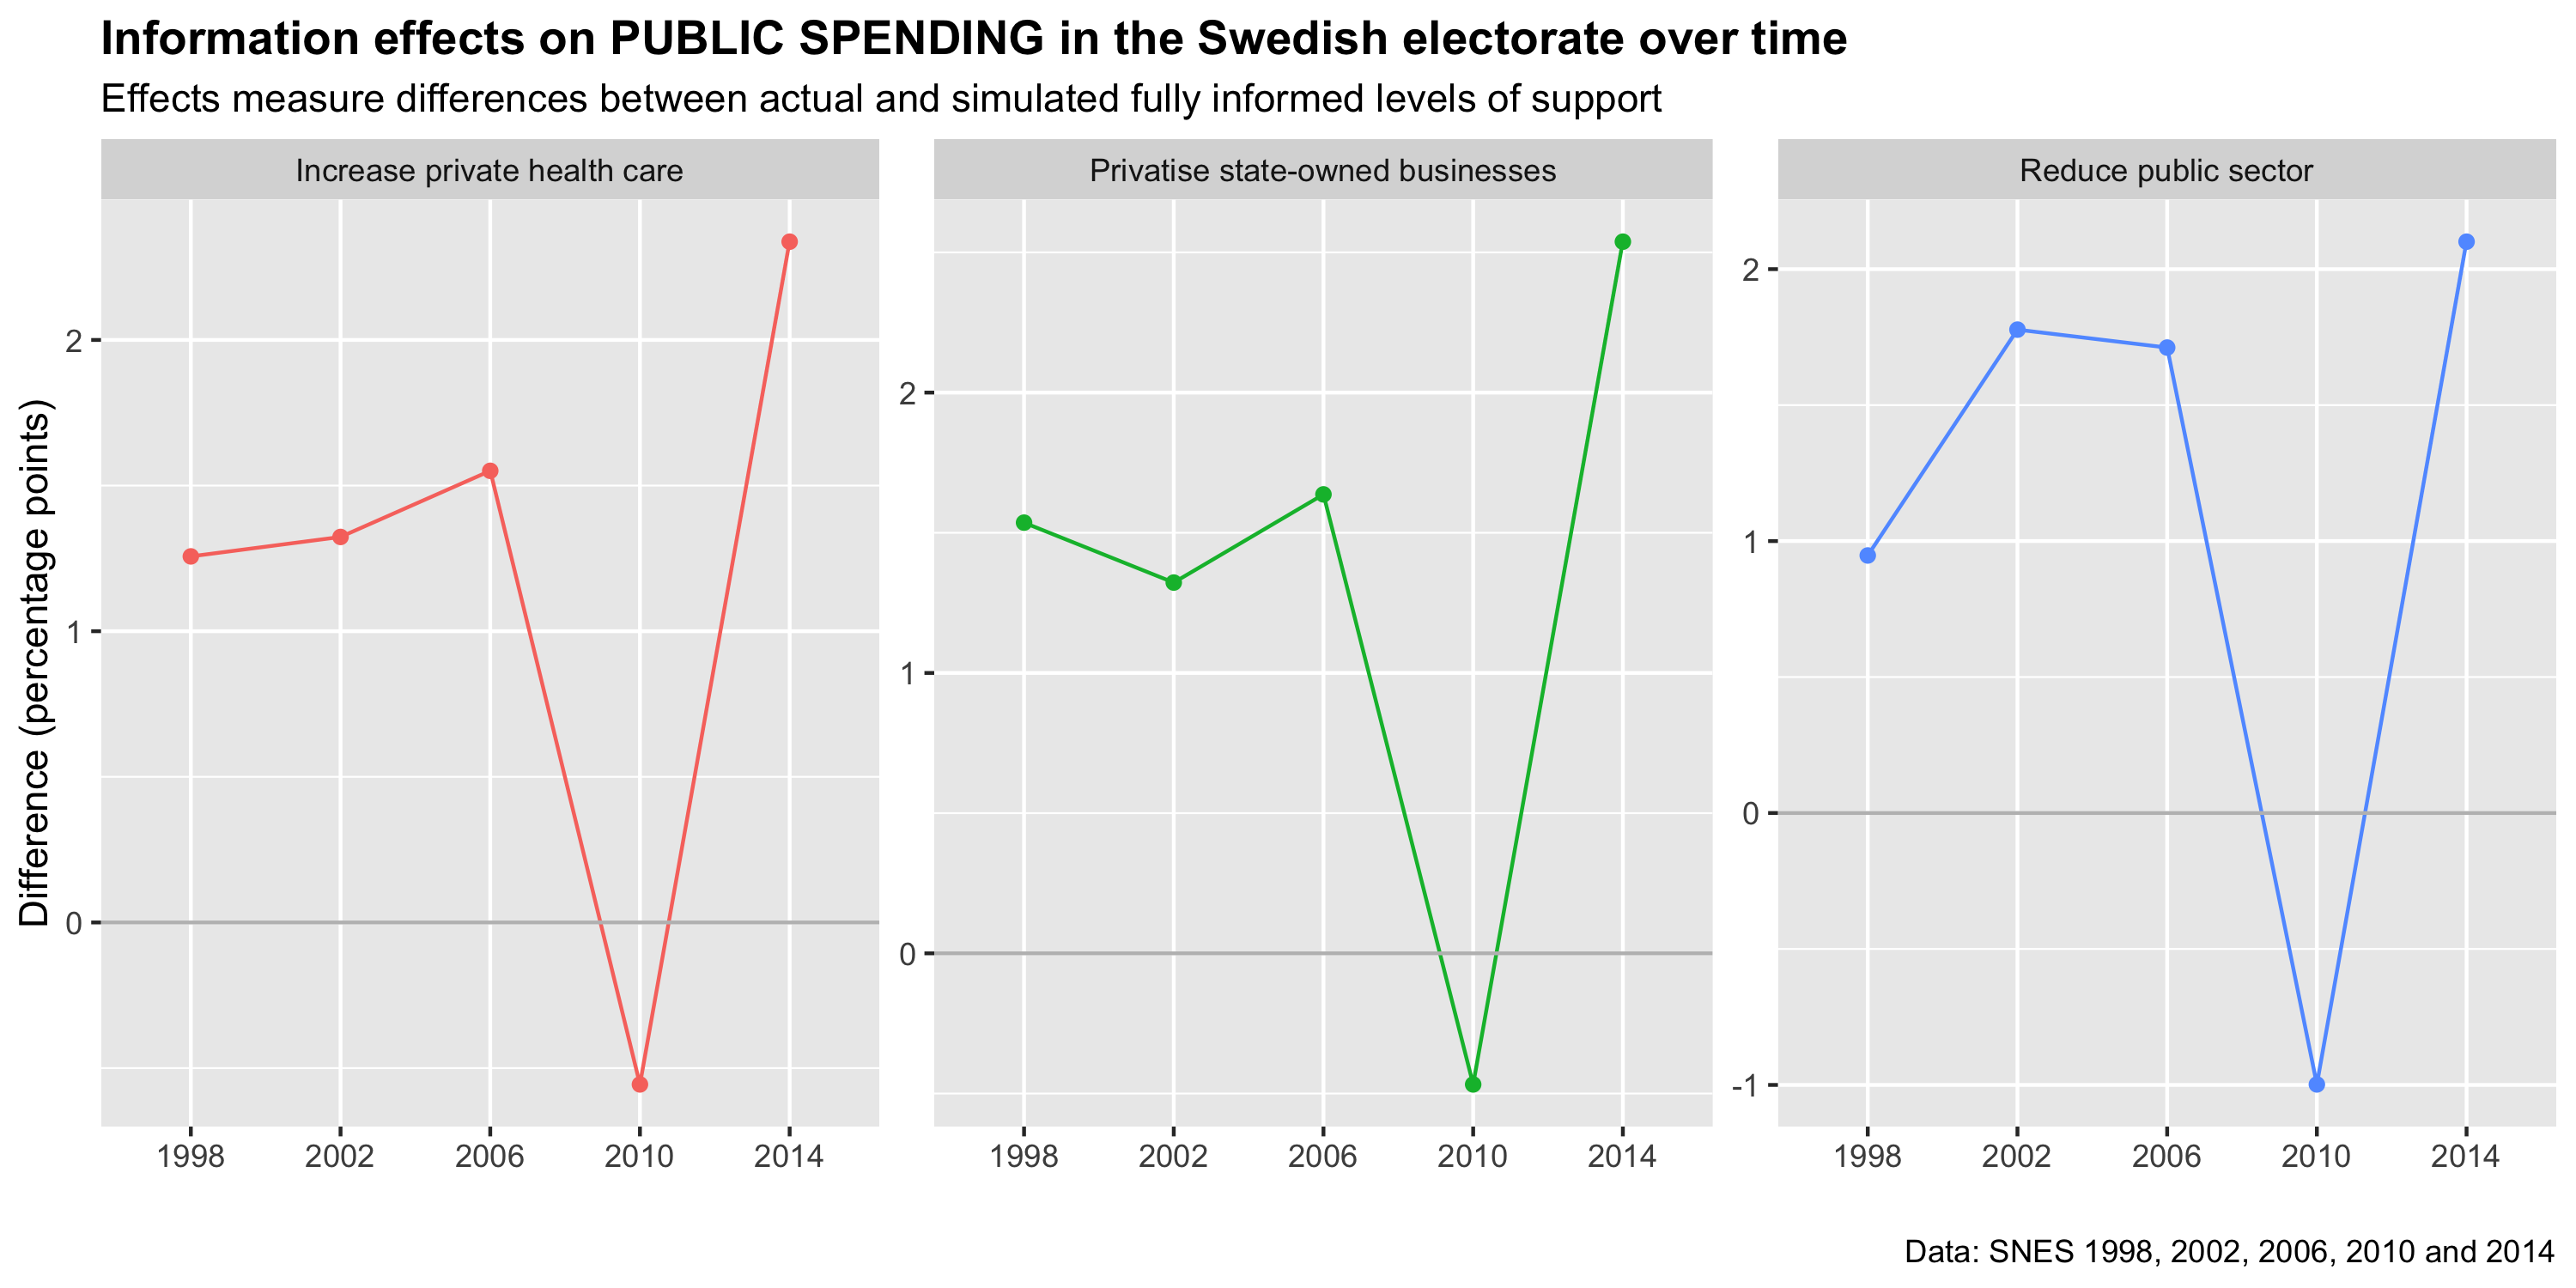 Information effects on PUBLIC SPENDING in the Swedish electorate over time
Effects measure differences between actual and simulated fully informed levels of support
Increase private health care
Privatise state-owned businesses
Reduce public sector
Difference (percentage points)
2
1
0
2
1
0
2
1
0
-1
1998 2002 2006 2010 2014
1998 2002 2006 2010 2014
1998 2002 2006 2010 2014
Data: SNES 1998, 2002, 2006, 2010 and 2014